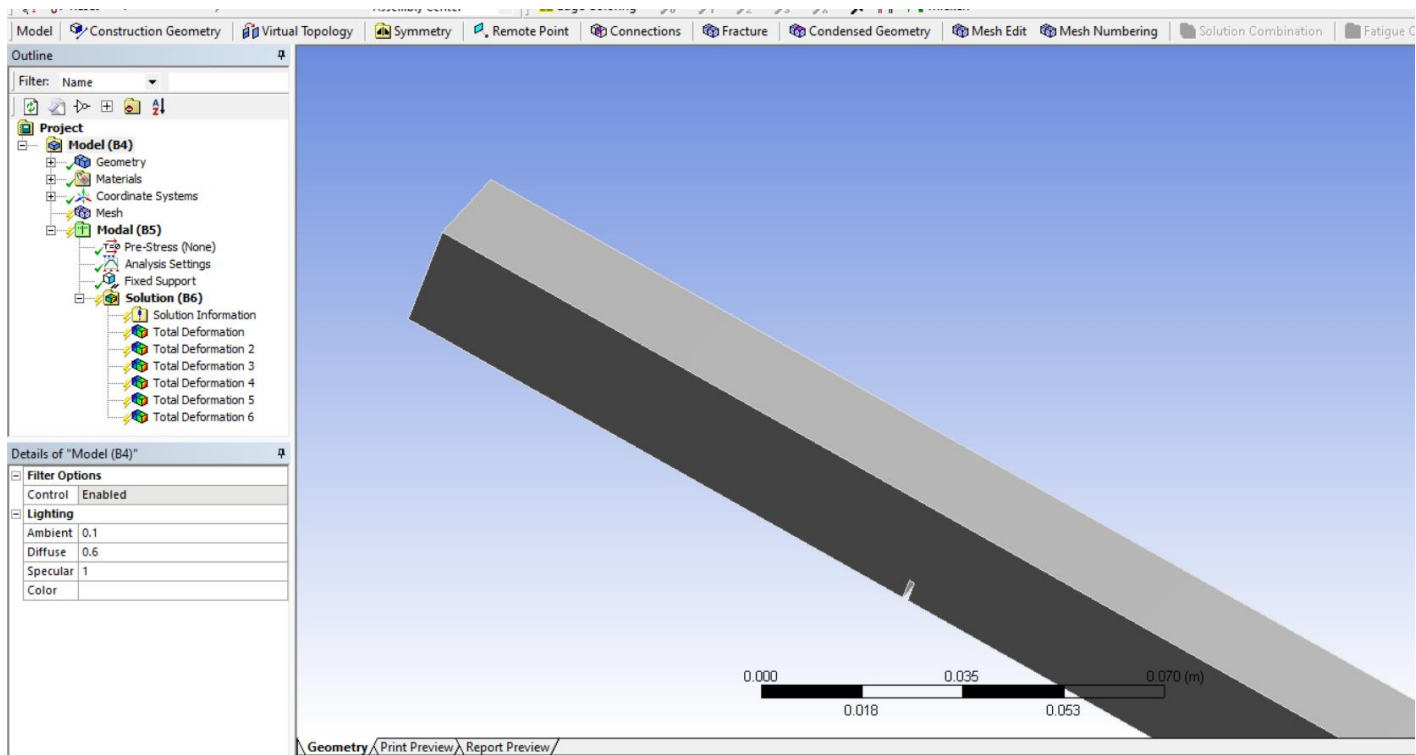 Model Construction Geometry Virtual Topology Symmetry Remote Point Connections Fracture Condensed Geometry Mesh Edit Mesh Numbering Solution Combination Fatigue
Outline
Filter: Name
Project
Model (B4)
Geometry
Materials
Coordinate Systems
Mesh
Modal (B5)
T=0 Pre-Stress (None)
Analysis Settings
Fixed Support
Solution (B6)
Solution Information
Total Deformation
Total Deformation 2
Total Deformation 3
Total Deformation 4
Total Deformation 5
Total Deformation 6
Details of "Model (B4)"
Filter Options
Control Enabled
Lighting
Ambient 0.1
Diffuse 0.6
Specular 1
Color
0.000 0.035 0.070 (m)
0.018 0.053
Geometry Print Preview Report Preview